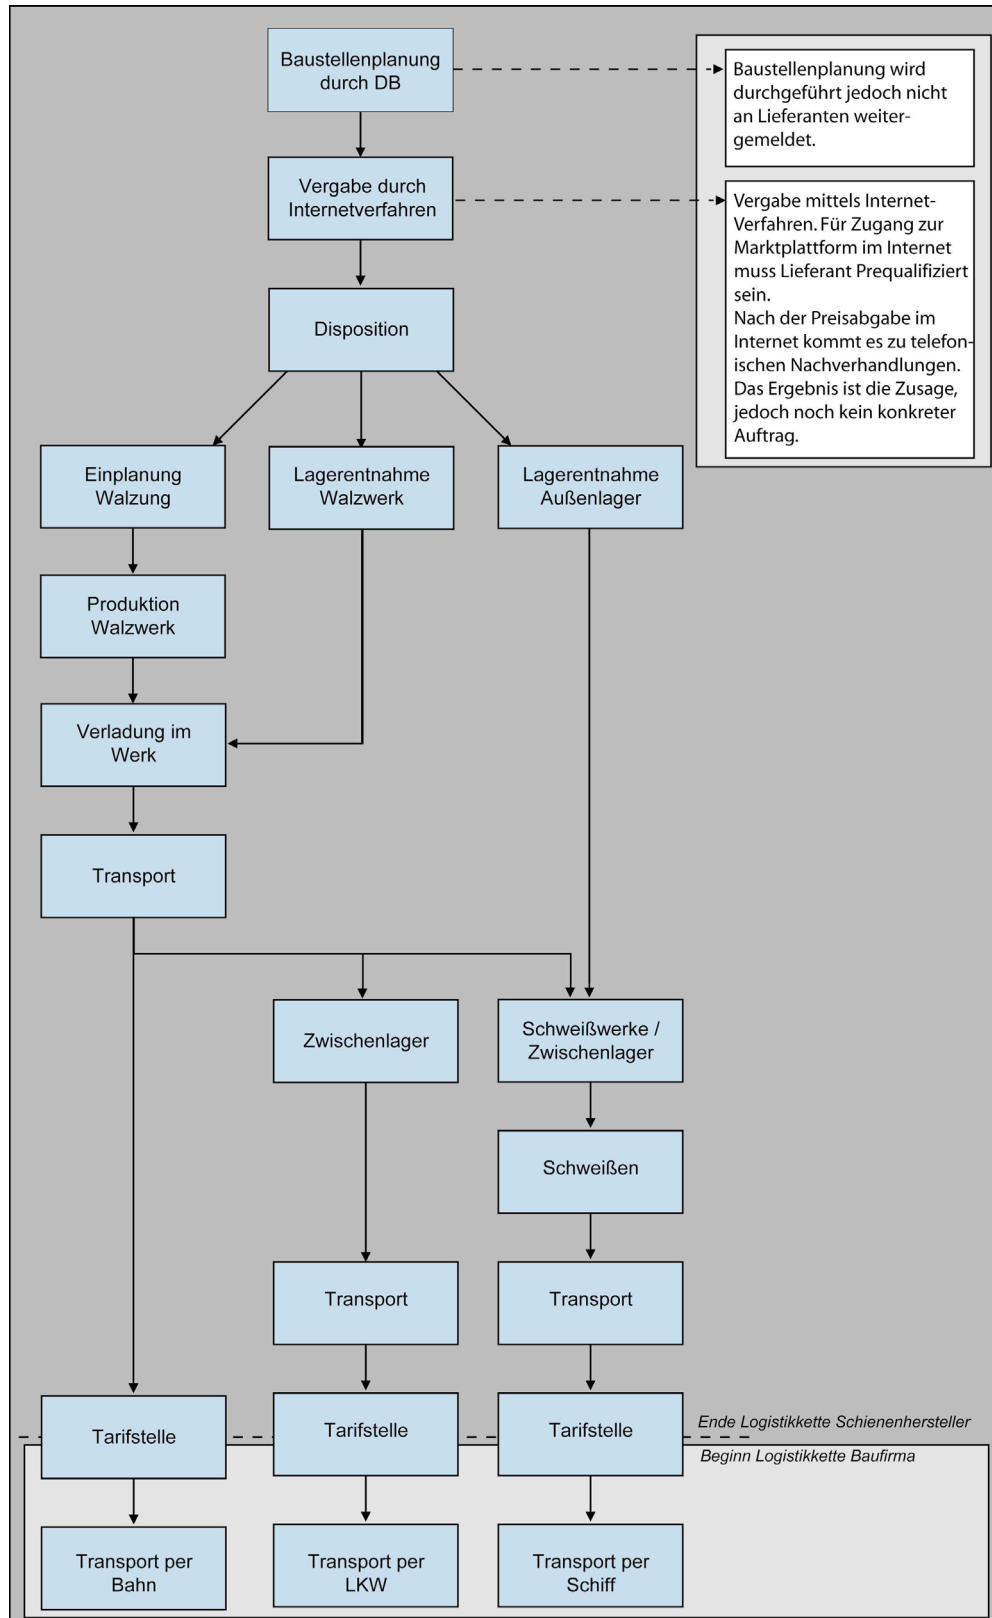 Baustellenplanung
durch DB
Baustellenplanung wird
durchgeführt jedoch nicht
an Lieferanten weiter-
gemeldet.
Vergabe durch
Internetverfahren
Vergabe mittels Internet-
Verfahren. Für Zugang zur
Marktplattform im Internet
muss Lieferant Prequalifiziert
sein.
Nach der Preisabgabe im
Internet kommt es zu telefon-
ischen Nachverhandlungen.
Das Ergebnis ist die Zusage,
jedoch noch kein konkreter
Auftrag.
Disposition
Einplanung
Walzung
Lagerentnahme
Walzwerk
Lagerentnahme
Außenlager
Produktion
Walzwerk
Verladung im
Werk
Transport
Zwischenlager
Schweißwerke /
Zwischenlager
Schweißen
Transport
Transport
Tarifstelle
Tarifstelle
Tarifstelle
Ende Logistikkette Schienenhersteller
Beginn Logistikkette Baufirma
Transport per
Bahn
Transport per
LKW
Transport per
Schiff